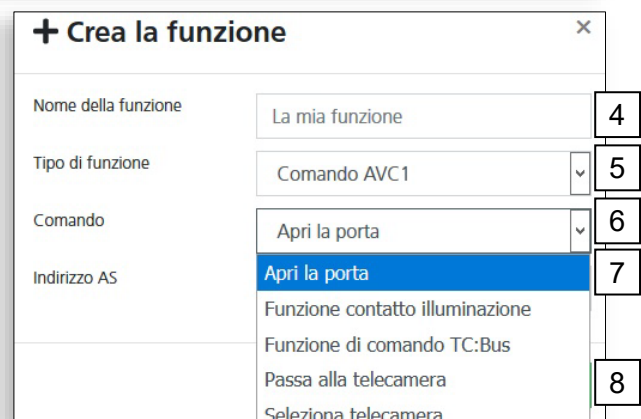 + Crea la funzione ×
Nome della funzione La mia funzione 4
Tipo di funzione Comando AVC1 5
Comando Apri la porta 6
Indirizzo AS Apri la porta 7
Funzione contatto illuminazione
Funzione di comando TC:Bus
Passa alla telecamera 8
Seleziona telecamera